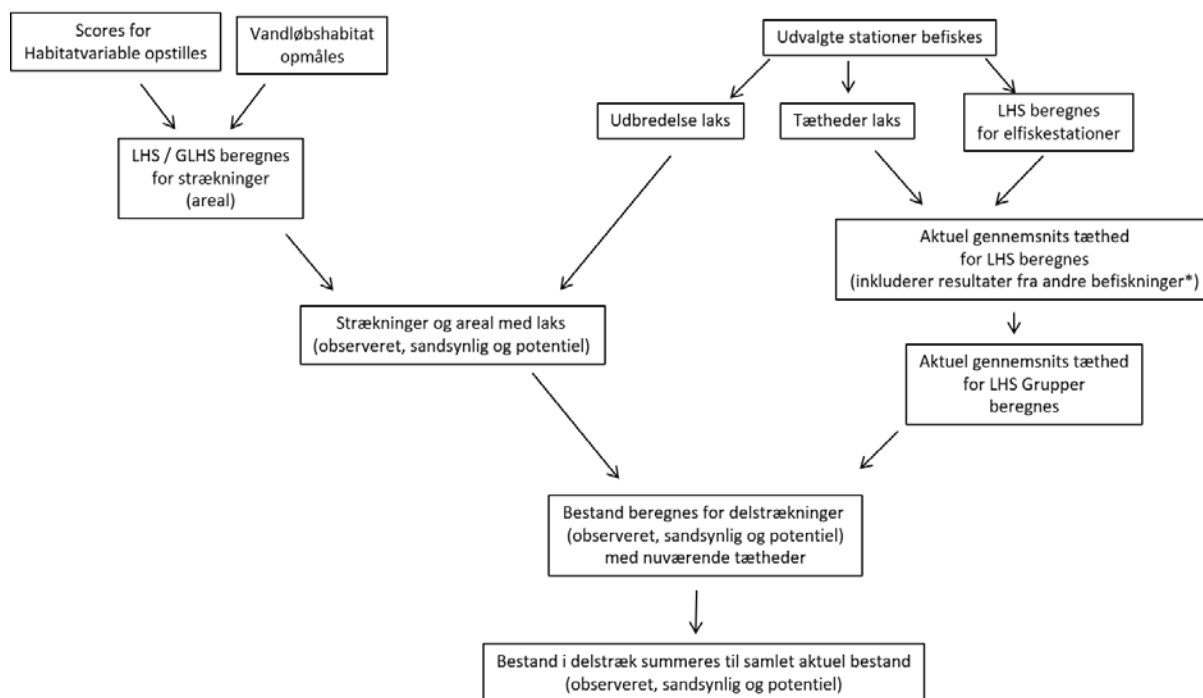 Scores for
Habitatvariable opstilles
Vandløbshabitat
opmåles
Udvalgte stationer befiskes
Udbredelse laks
Tætheder laks
LHS beregnes
for elfiskestationer
LHS / GLHS beregnes
for strækninger
(areal)
Aktuel gennemsnits tæthed
for LHS beregnes
(inkluderer resultater fra andre befiskninger*)
Strækninger og areal med laks
(observeret, sandsynlig og potentiel)
Aktuel gennemsnits tæthed
for LHS Grupper
beregnes
Bestand beregnes for delstrækninger
(observeret, sandsynlig og potentiel)
med nuværende tætheder
Bestand i delstræk summeres til samlet aktuel bestand
(observeret, sandsynlig og potentiel)